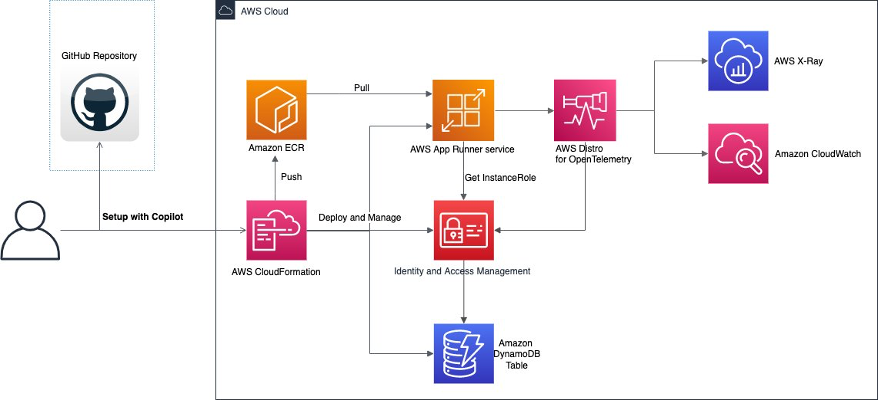 AWS Cloud
GitHub Repository
AWS X-Ray
Pull
Amazon ECR
AWS App Runner service
AWS Distro
for OpenTelemetry
Amazon CloudWatch
Push
Get InstanceRole
Setup with Copilot
Deploy and Manage
AWS CloudFormation
Identity and Access Management
Amazon
DynamoDB
Table